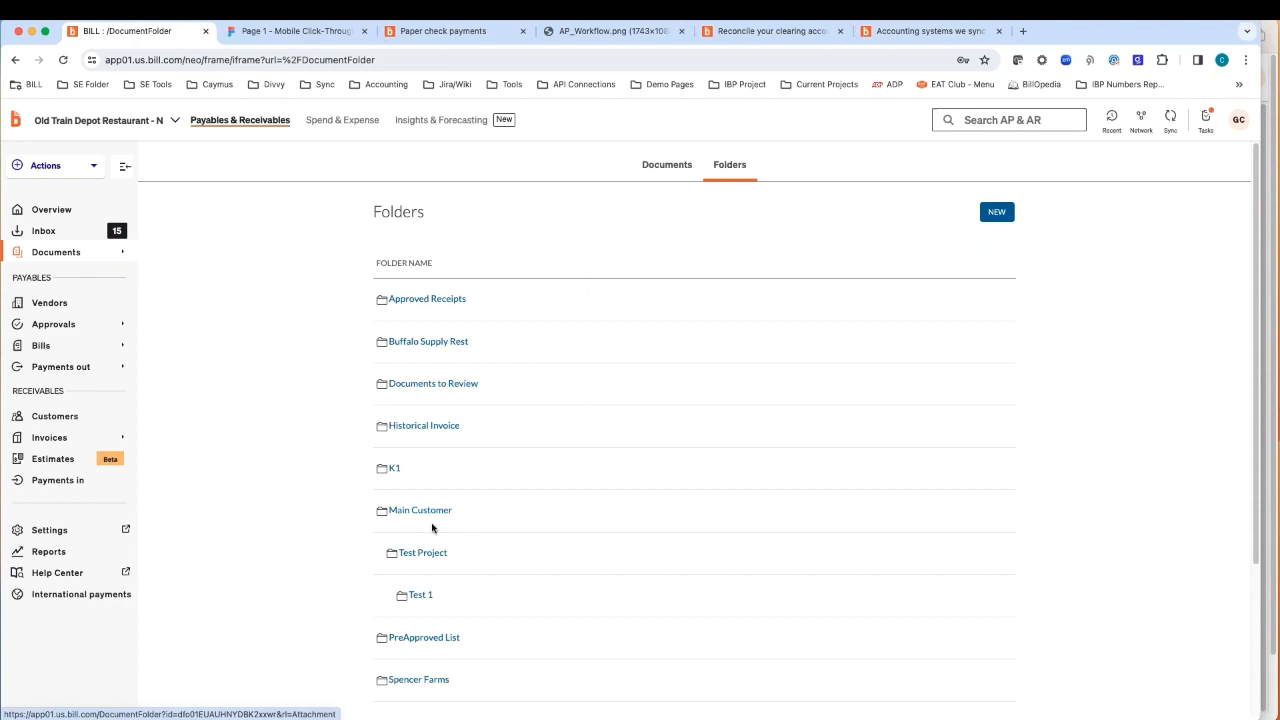 BILL : /DocumentFolder
Page 1 - Mobile Click-Throug
Paper check payments
AP_Workflow.png (1743×108
Reconcile your clearing acco
Accounting systems we sync
app01.us.bill.com/neo/frame/iframe?url=%2FDocumentFolder
BILL
SE Folder
SE Tools
Caymus
Divvy
Sync
Accounting
Jira/Wiki
Tools
API Connections
Demo Pages
IBP Project
Current Projects
ADP
EAT Club - Menu
BillOpedia
IBP Numbers Rep...
Old Train Depot Restaurant - N
Payables & Receivables
Spend & Expense
Insights & Forecasting
New
Search AP & AR
Recent
Network
Sync
Tasks
GC
Actions
Documents
Folders
Overview
Inbox 15
Documents
PAYABLES
Vendors
Approvals
Bills
Payments out
RECEIVABLES
Customers
Invoices
Estimates Beta
Payments in
Settings
Reports
Help Center
International payments
Folders
NEW
FOLDER NAME
Approved Receipts
Buffalo Supply Rest
Documents to Review
Historical Invoice
K1
Main Customer
Test Project
Test 1
PreApproved List
Spencer Farms
https://app01.us.bill.com/DocumentFolder?id=dfo01EUAUHNYDBK2xxwr&rl=Attachment